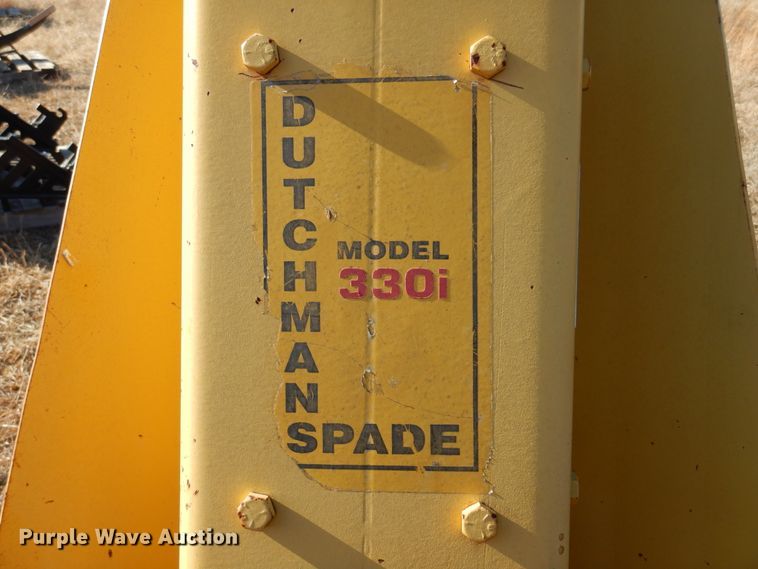 DUTCHMAN
MODEL
330i
SPADE
Purple Wave Auction®